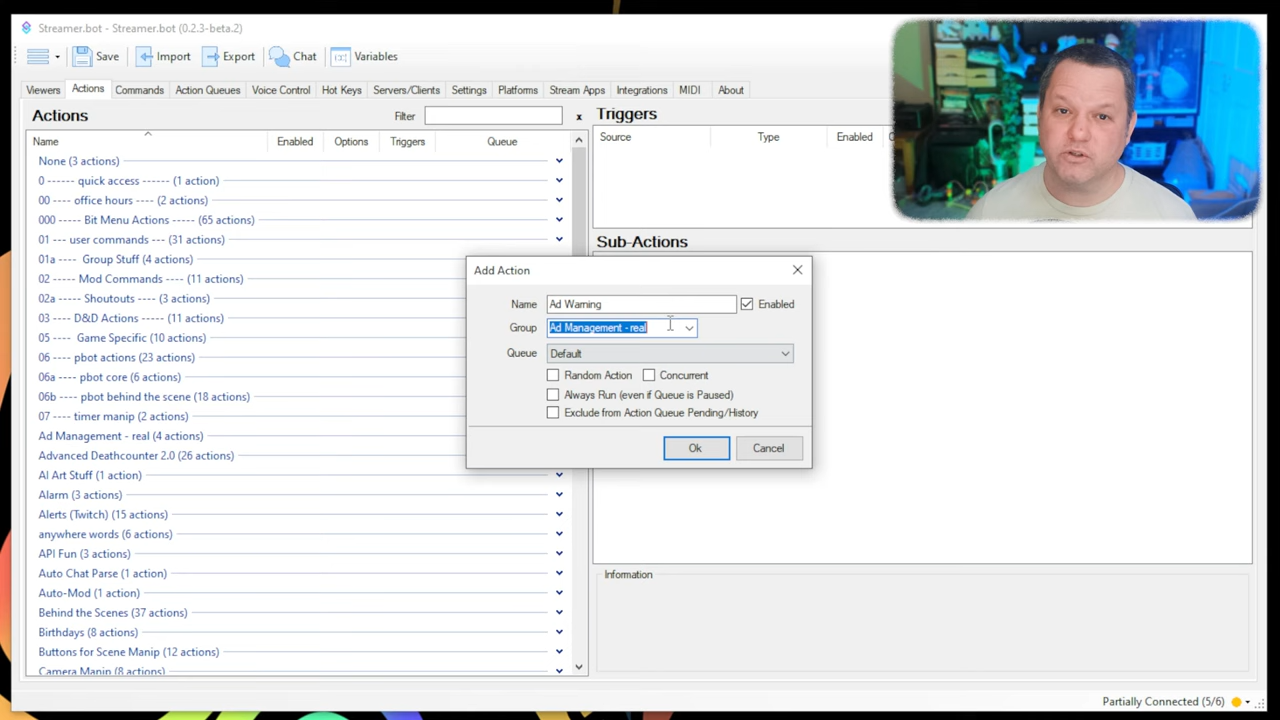 Streamer.bot - Streamer.bot (0.2.3-beta.2)
Save Import Export Chat Variables
Viewers Actions Commands Action Queues Voice Control Hot Keys Servers/Clients Settings Platforms Stream Apps Integrations MIDI About
Actions Filter x
Name Enabled Options Triggers Queue
None (3 actions)
0 ------ quick access ------ (1 action)
00 ---- office hours ---- (2 actions)
000 ----- Bit Menu Actions ----- (65 actions)
01 --- user commands --- (31 actions)
01a ---- Group Stuff (4 actions)
02 ---- Mod Commands ---- (11 actions)
02a ---- Shoutouts ---- (3 actions)
03 ---- D&D Actions ---- (11 actions)
05 ---- Game Specific (10 actions)
06 ---- pbot actions (23 actions)
06a ---- pbot core (6 actions)
06b ---- pbot behind the scene (18 actions)
07 ---- timer manip (2 actions)
Ad Management - real (4 actions)
Advanced Deathcounter 2.0 (26 actions)
AI Art Stuff (1 action)
Alarm (3 actions)
Alerts (Twitch) (15 actions)
anywhere words (6 actions)
API Fun (3 actions)
Auto Chat Parse (1 action)
Auto-Mod (1 action)
Behind the Scenes (37 actions)
Birthdays (8 actions)
Buttons for Scene Manip (12 actions)
Camera Manip (8 actions)
Triggers
Source Type Enabled
Sub-Actions
Add Action
Name Ad Warning Enabled
Group Ad Management - real
Queue Default
Random Action Concurrent
Always Run (even if Queue is Paused)
Exclude from Action Queue Pending/History
Ok Cancel
Information
Partially Connected (5/6)